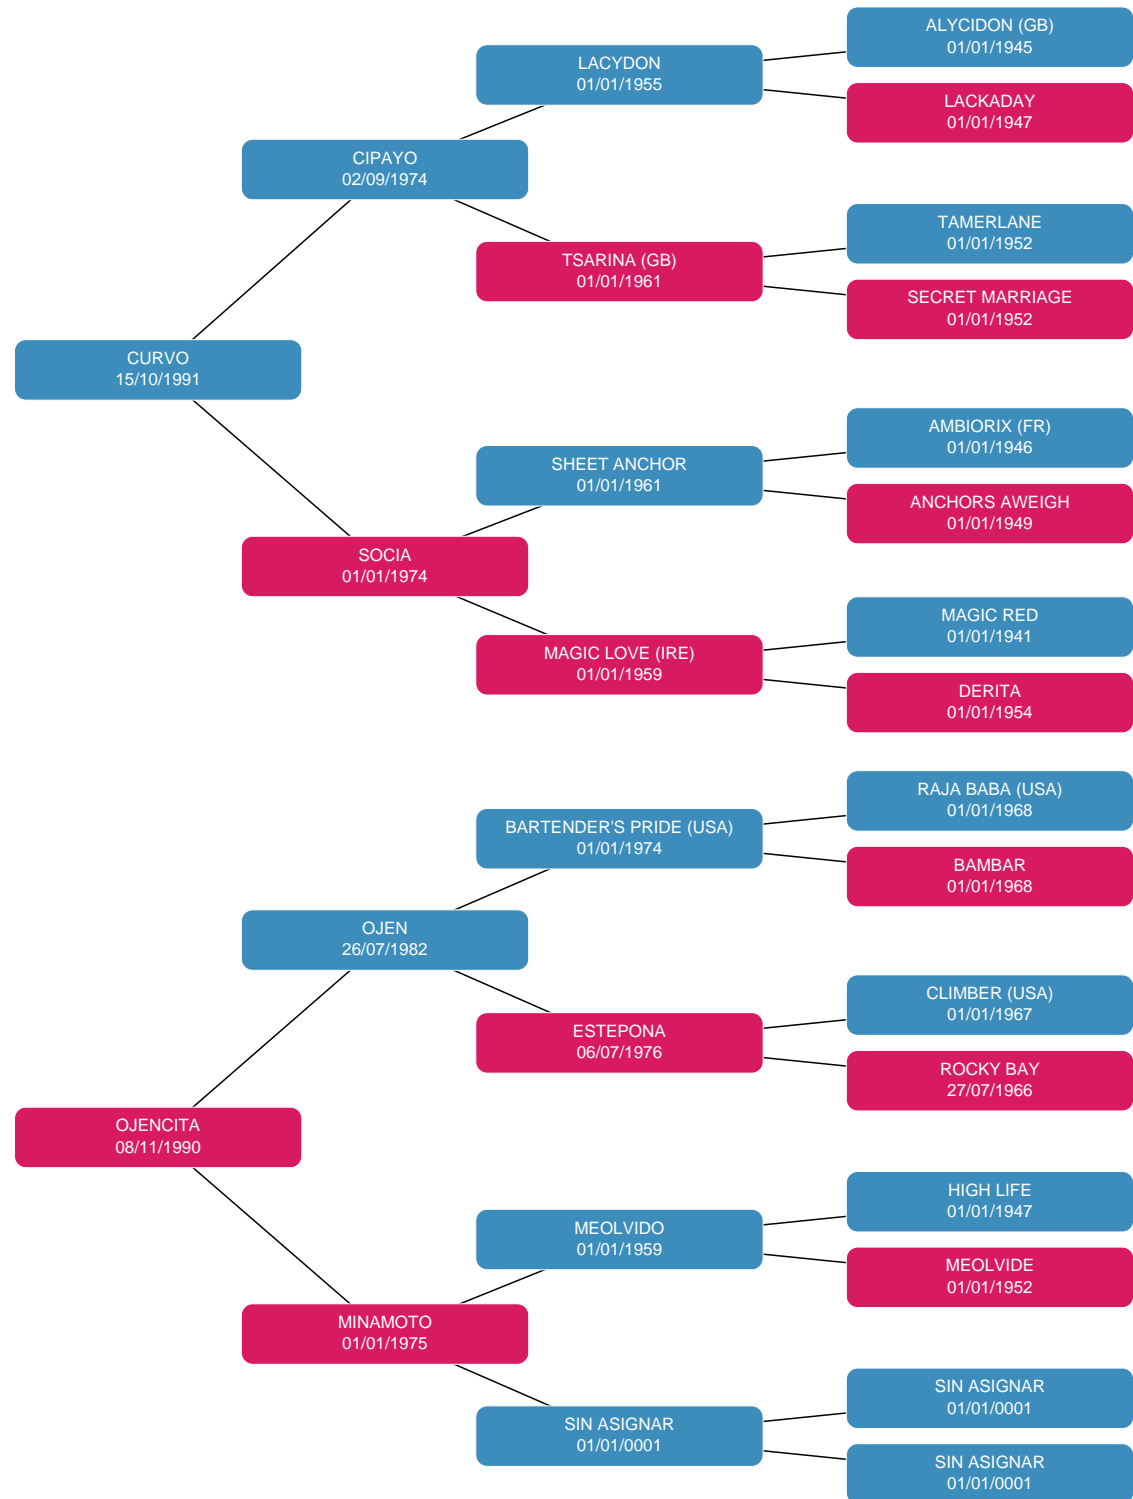 ALYCIDON (GB)
01/01/1945
LACYDON
01/01/1955
LACKADAY
01/01/1947
CIPAYO
02/09/1974
TAMERLANE
01/01/1952
TSARINA (GB)
01/01/1961
SECRET MARRIAGE
01/01/1952
CURVO
15/10/1991
AMBIORIX (FR)
01/01/1946
SHEET ANCHOR
01/01/1961
ANCHORS AWEIGH
01/01/1949
SOCIA
01/01/1974
MAGIC RED
01/01/1941
MAGIC LOVE (IRE)
01/01/1959
DERITA
01/01/1954
RAJA BABA (USA)
01/01/1968
BARTENDER'S PRIDE (USA)
01/01/1974
BAMBAR
01/01/1968
OJEN
26/07/1982
CLIMBER (USA)
01/01/1967
ESTEPONA
06/07/1976
ROCKY BAY
27/07/1966
OJENCITA
08/11/1990
HIGH LIFE
01/01/1947
MEOLVIDO
01/01/1959
MEOLVIDE
01/01/1952
MINAMOTO
01/01/1975
SIN ASIGNAR
01/01/0001
SIN ASIGNAR
01/01/0001
SIN ASIGNAR
01/01/0001